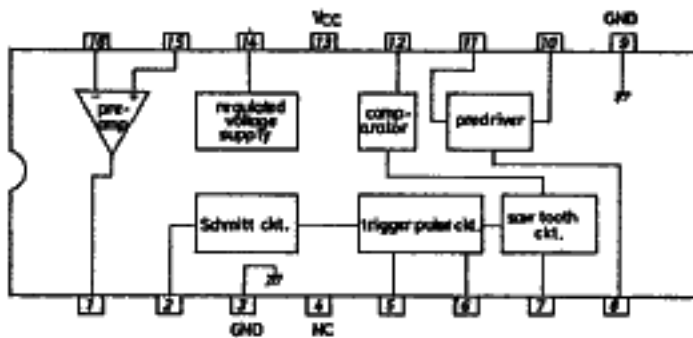 VCC GND
16 15 14 13 12 11 10 9
pre-
amp
regulated
voltage
supply
comp-
arator
predriver
Schmitt ckt.
trigger pulse ckt.
saw tooth
ckt.
1 2 3 4 5 6 7 8
GND NC